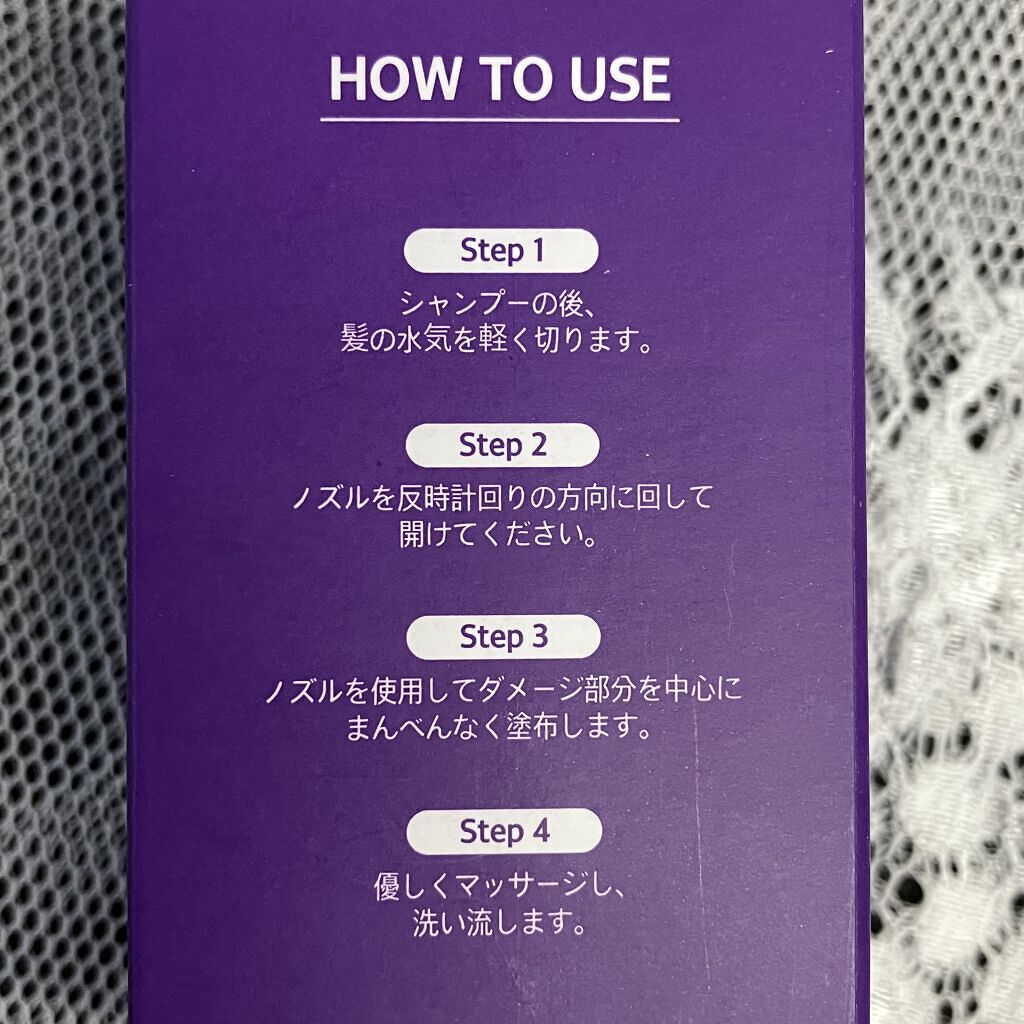 HOW TO USE
Step 1
シャンプーの後、
髪の水気を軽く切ります。
Step 2
ノズルを反時計回りの方向に回して
開けてください。
Step 3
ノズルを使用してダメージ部分を中心に
まんべんなく塗布します。
Step 4
優しくマッサージし、
洗い流します。